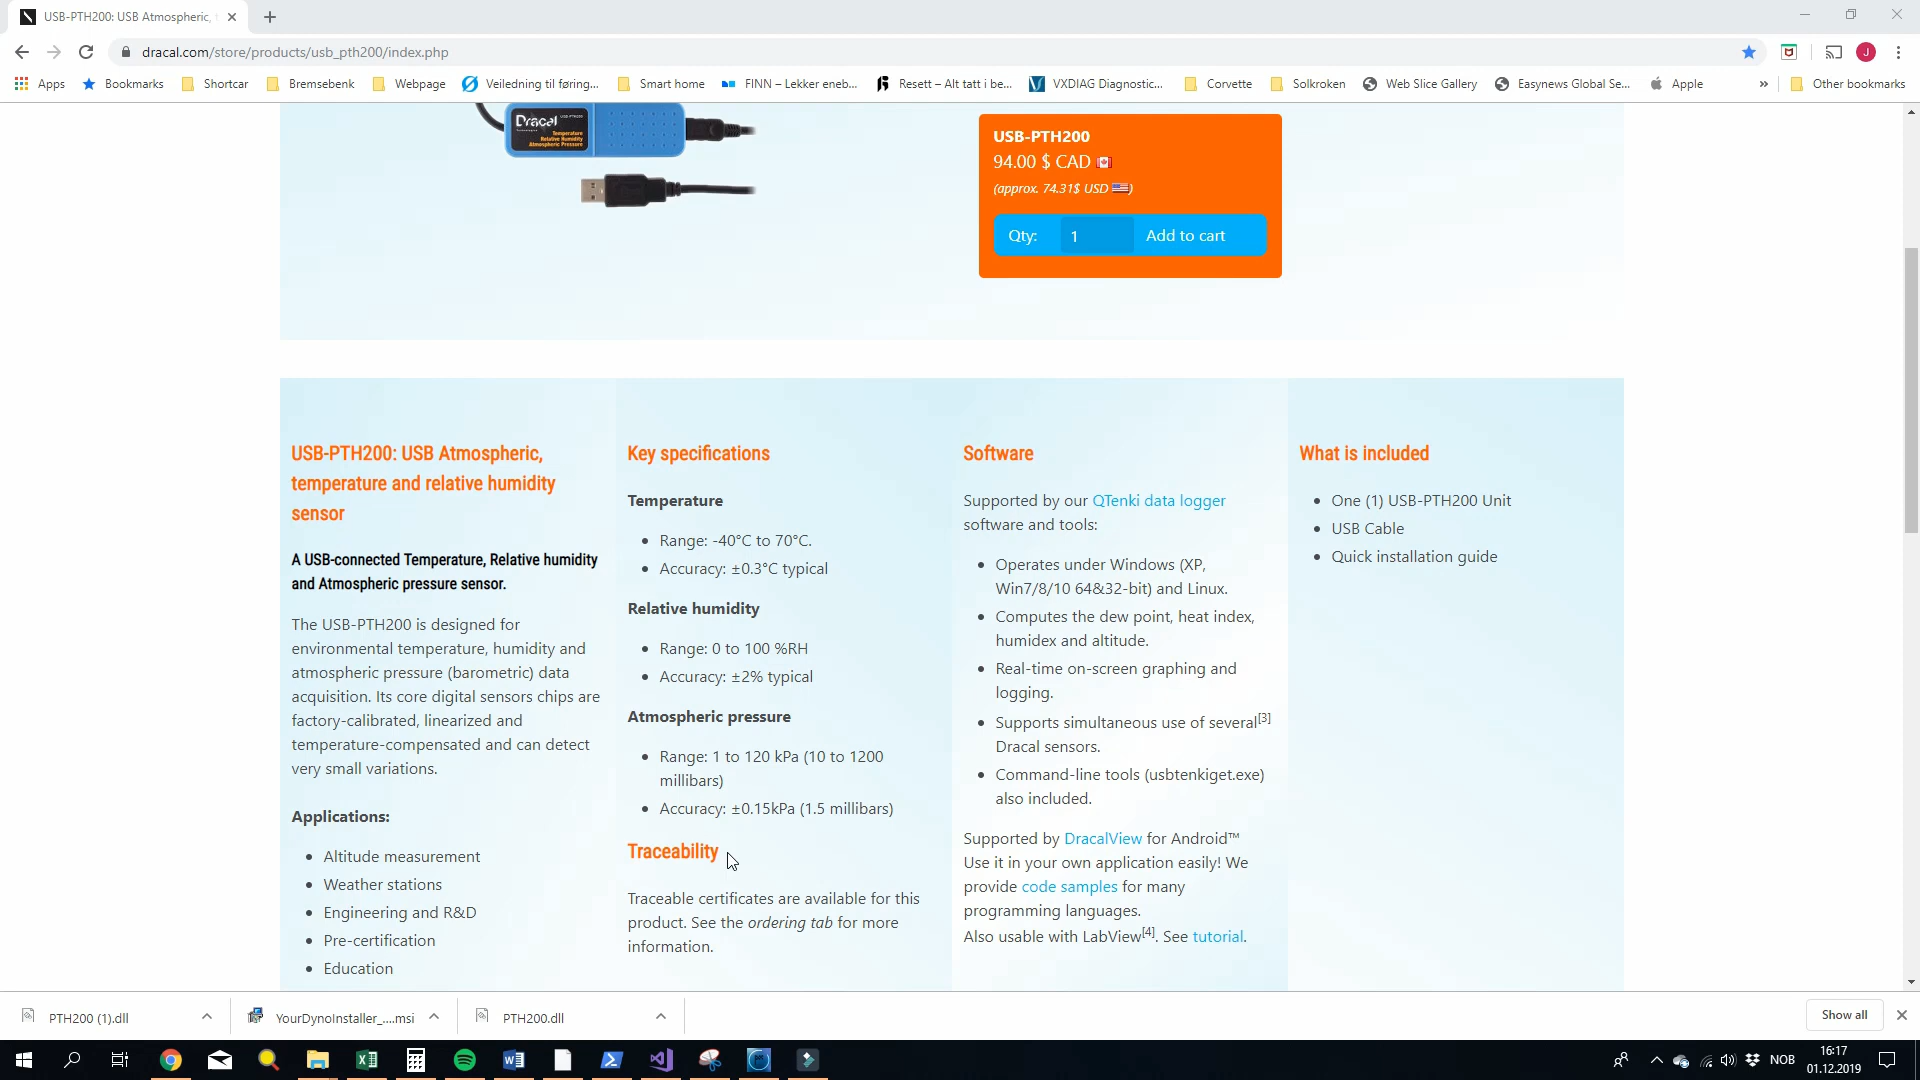 USB-PTH200: USB Atmospheric, t
dracal.com/store/products/usb_pth200/index.php
Apps
Bookmarks
Shortcar
Bremsebenk
Webpage
Veiledning til føring...
Smart home
FINN – Lekker eneb...
Resett – Alt tatt i be...
VXDIAG Diagnostic...
Corvette
Solkroken
Web Slice Gallery
Easynews Global Se...
Apple
»
Other bookmarks
J
Dracal
USB-PTH200
Temperature
Relative Humidity
Atmospheric Pressure
USB-PTH200
94.00 $ CAD
(approx. 74.31$ USD )
Qty:
1
Add to cart
USB-PTH200: USB Atmospheric,
temperature and relative humidity
sensor
A USB-connected Temperature, Relative humidity
and Atmospheric pressure sensor.
The USB-PTH200 is designed for
environmental temperature, humidity and
atmospheric pressure (barometric) data
acquisition. Its core digital sensors chips are
factory-calibrated, linearized and
temperature-compensated and can detect
very small variations.
Applications:
• Altitude measurement
• Weather stations
• Engineering and R&D
• Pre-certification
• Education
Key specifications
Temperature
• Range: -40°C to 70°C.
• Accuracy: ±0.3°C typical
Relative humidity
• Range: 0 to 100 %RH
• Accuracy: ±2% typical
Atmospheric pressure
• Range: 1 to 120 kPa (10 to 1200
millibars)
• Accuracy: ±0.15kPa (1.5 millibars)
Traceability
Traceable certificates are available for this
product. See the ordering tab for more
information.
Software
Supported by our QTenki data logger
software and tools:
• Operates under Windows (XP,
Win7/8/10 64&32-bit) and Linux.
• Computes the dew point, heat index,
humidex and altitude.
• Real-time on-screen graphing and
logging.
• Supports simultaneous use of several[3]
Dracal sensors.
• Command-line tools (usbtenkiget.exe)
also included.
Supported by DracalView for Android™
Use it in your own application easily! We
provide code samples for many
programming languages.
Also usable with LabView[4]. See tutorial.
What is included
• One (1) USB-PTH200 Unit
• USB Cable
• Quick installation guide
PTH200 (1).dll
YourDynoInstaller_....msi
PTH200.dll
Show all
NOB
16:17
01.12.2019